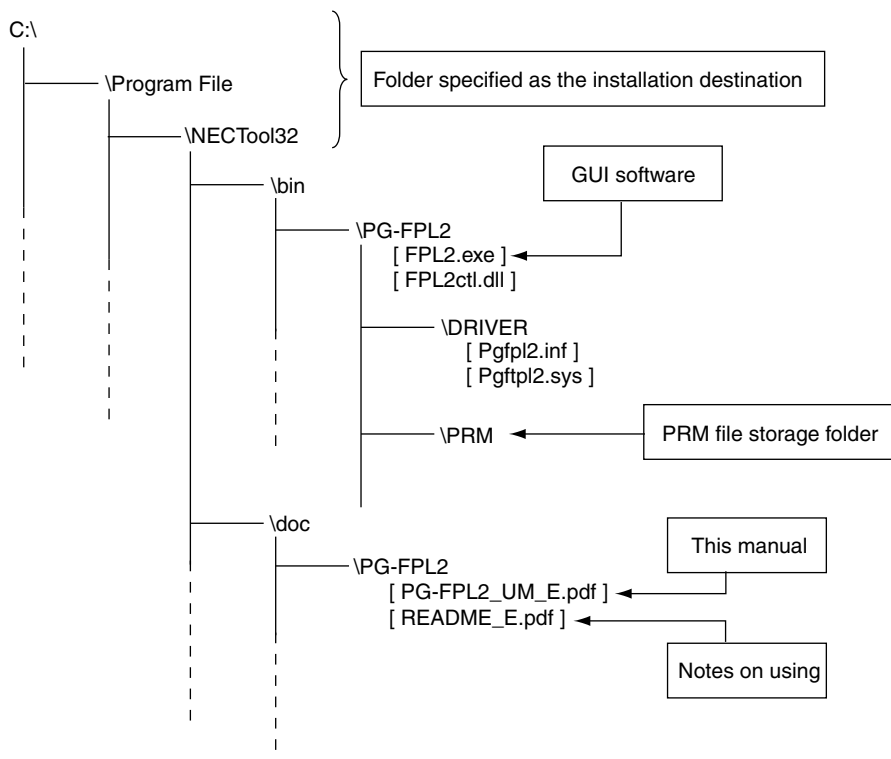 C:\
\Program File
Folder specified as the installation destination
\NECTool32
\bin
GUI software
\PG-FPL2
[ FPL2.exe ]
[ FPL2ctl.dll ]
\DRIVER
[ Pgfpl2.inf ]
[ Pgftpl2.sys ]
\PRM
PRM file storage folder
\doc
This manual
\PG-FPL2
[ PG-FPL2_UM_E.pdf ]
[ README_E.pdf ]
Notes on using